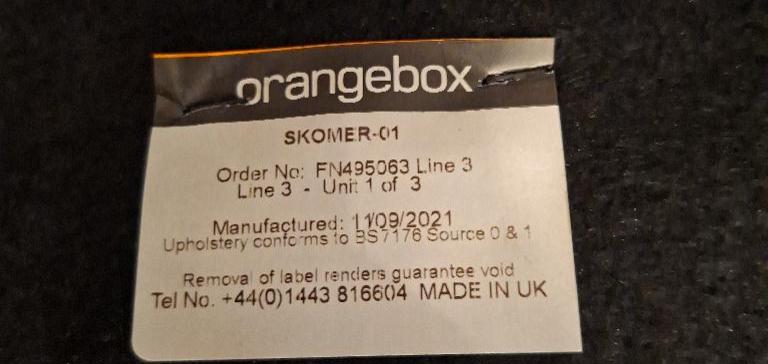 orangebox
SKOMER-01
Order No: FN495063 Line 3
Line 3 - Unit 1 of 3
Manufactured: 11/09/2021
Upholstery conforms to BS7176 Source 0 & 1
Removal of label renders guarantee void
Tel No. +44(0)1443 816604 MADE IN UK